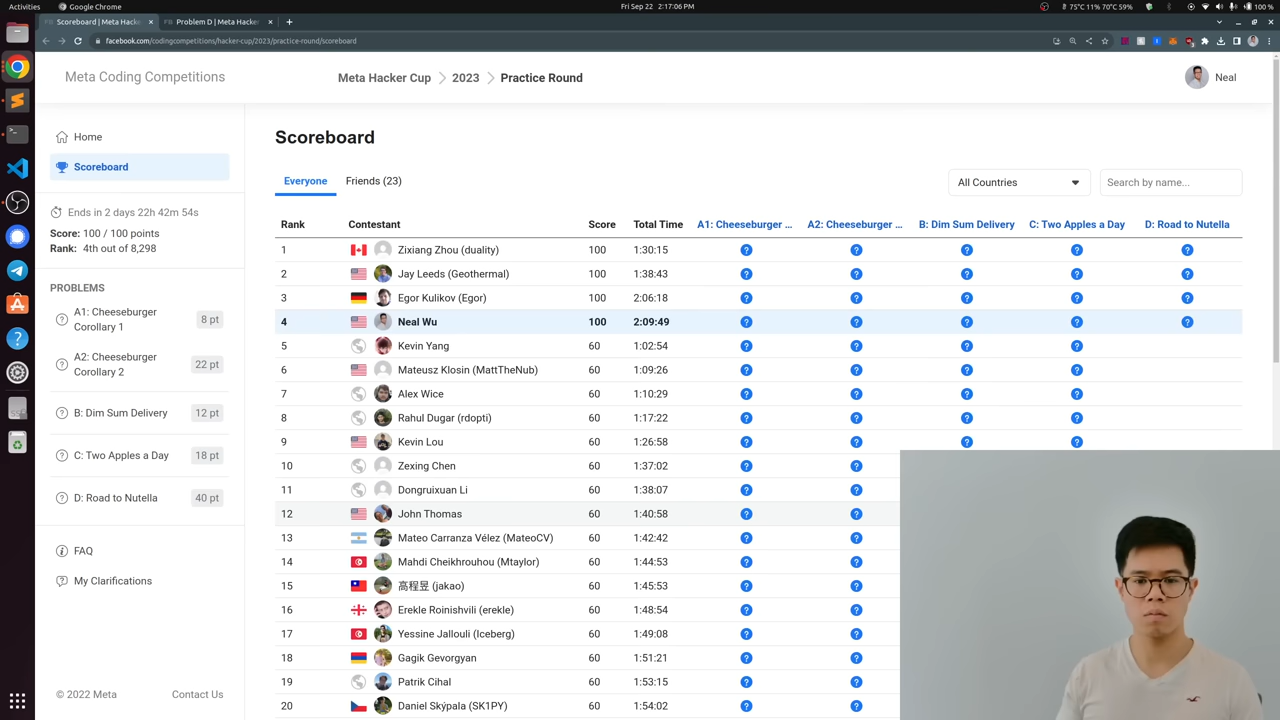 Activities Google Chrome Fri Sep 22 2:17:06 PM 75°C 11% 70°C 59% 100 %
Scoreboard | Meta Hacker × Problem D | Meta Hacker × +
facebook.com/codingcompetitions/hacker-cup/2023/practice-round/scoreboard
Meta Coding Competitions Meta Hacker Cup 2023 Practice Round Neal
Home
Scoreboard
Ends in 2 days 22h 42m 54s
Score: 100 / 100 points
Rank: 4th out of 8,298
PROBLEMS
A1: Cheeseburger
Corollary 1
8 pt
A2: Cheeseburger
Corollary 2
22 pt
B: Dim Sum Delivery 12 pt
C: Two Apples a Day 18 pt
D: Road to Nutella 40 pt
FAQ
My Clarifications
© 2022 Meta Contact Us
Scoreboard
Everyone Friends (23) All Countries Search by name...
Rank Contestant Score Total Time A1: Cheeseburger ... A2: Cheeseburger ... B: Dim Sum Delivery C: Two Apples a Day D: Road to Nutella
1 Zixiang Zhou (duality) 100 1:30:15
2 Jay Leeds (Geothermal) 100 1:38:43
3 Egor Kulikov (Egor) 100 2:06:18
4 Neal Wu 100 2:09:49
5 Kevin Yang 60 1:02:54
6 Mateusz Klosin (MattTheNub) 60 1:09:26
7 Alex Wice 60 1:10:29
8 Rahul Dugar (rdopti) 60 1:17:22
9 Kevin Lou 60 1:26:58
10 Zexing Chen 60 1:37:02
11 Dongruixuan Li 60 1:38:07
12 John Thomas 60 1:40:58
13 Mateo Carranza Vélez (MateoCV) 60 1:42:42
14 Mahdi Cheikhrouhou (Mtaylor) 60 1:44:53
15 高程昱 (jakao) 60 1:45:53
16 Erekle Roinishvili (erekle) 60 1:48:54
17 Yessine Jallouli (Iceberg) 60 1:49:08
18 Gagik Gevorgyan 60 1:51:21
19 Patrik Cihal 60 1:53:15
20 Daniel Skýpala (SK1PY) 60 1:54:02